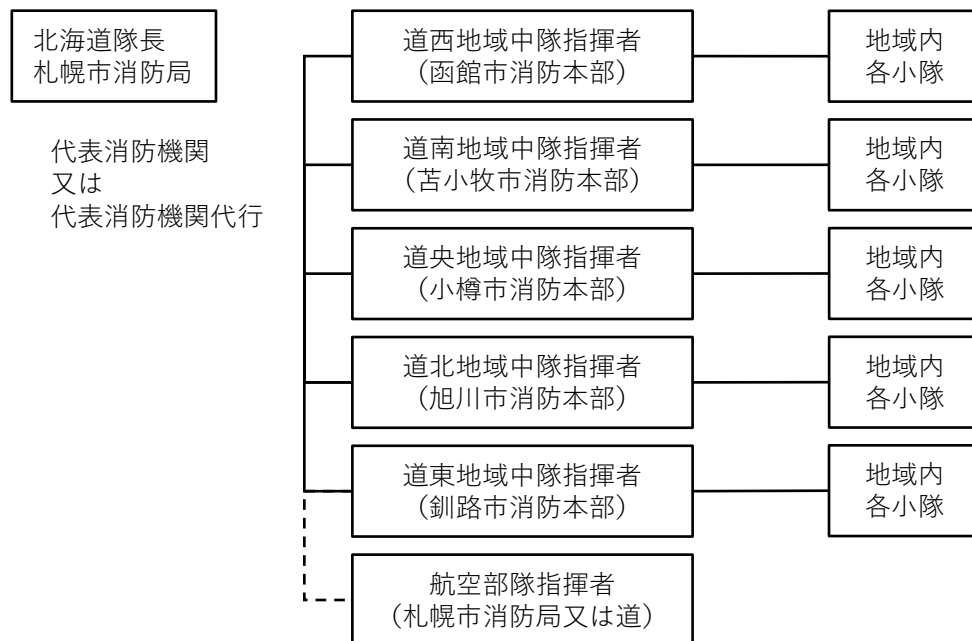 北海道隊長
札幌市消防局
代表消防機関
又は
代表消防機関代行
道西地域中隊指揮者
（函館市消防本部）
地域内
各小隊
道南地域中隊指揮者
（苫小牧市消防本部）
地域内
各小隊
道央地域中隊指揮者
（小樽市消防本部）
地域内
各小隊
道北地域中隊指揮者
（旭川市消防本部）
地域内
各小隊
道東地域中隊指揮者
（釧路市消防本部）
地域内
各小隊
航空部隊指揮者
（札幌市消防局又は道）